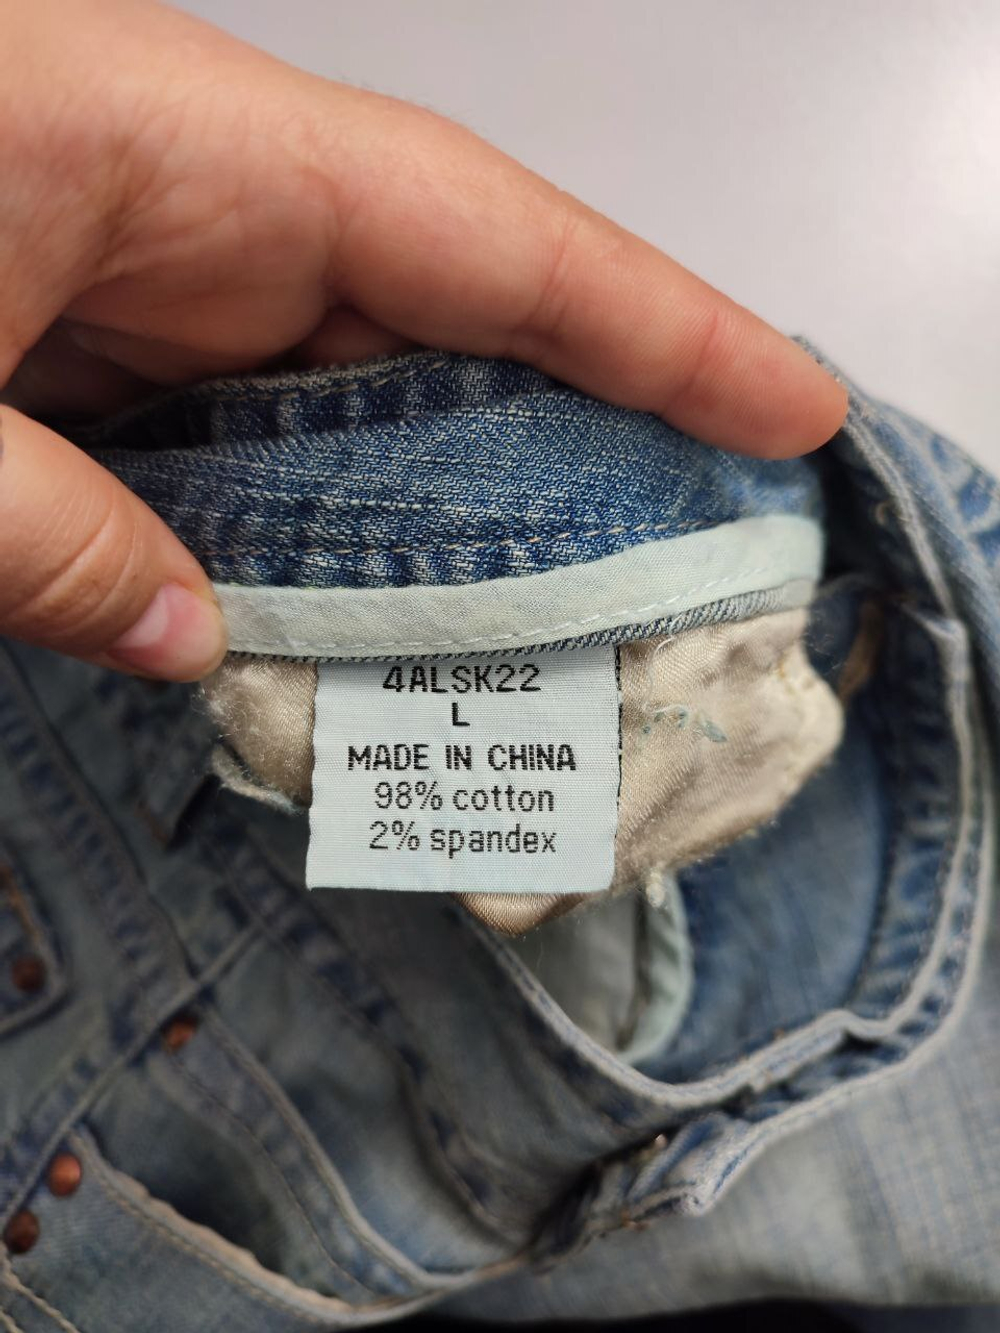 4ALSK22
L
MADE IN CHINA
98% cotton
2% spandex